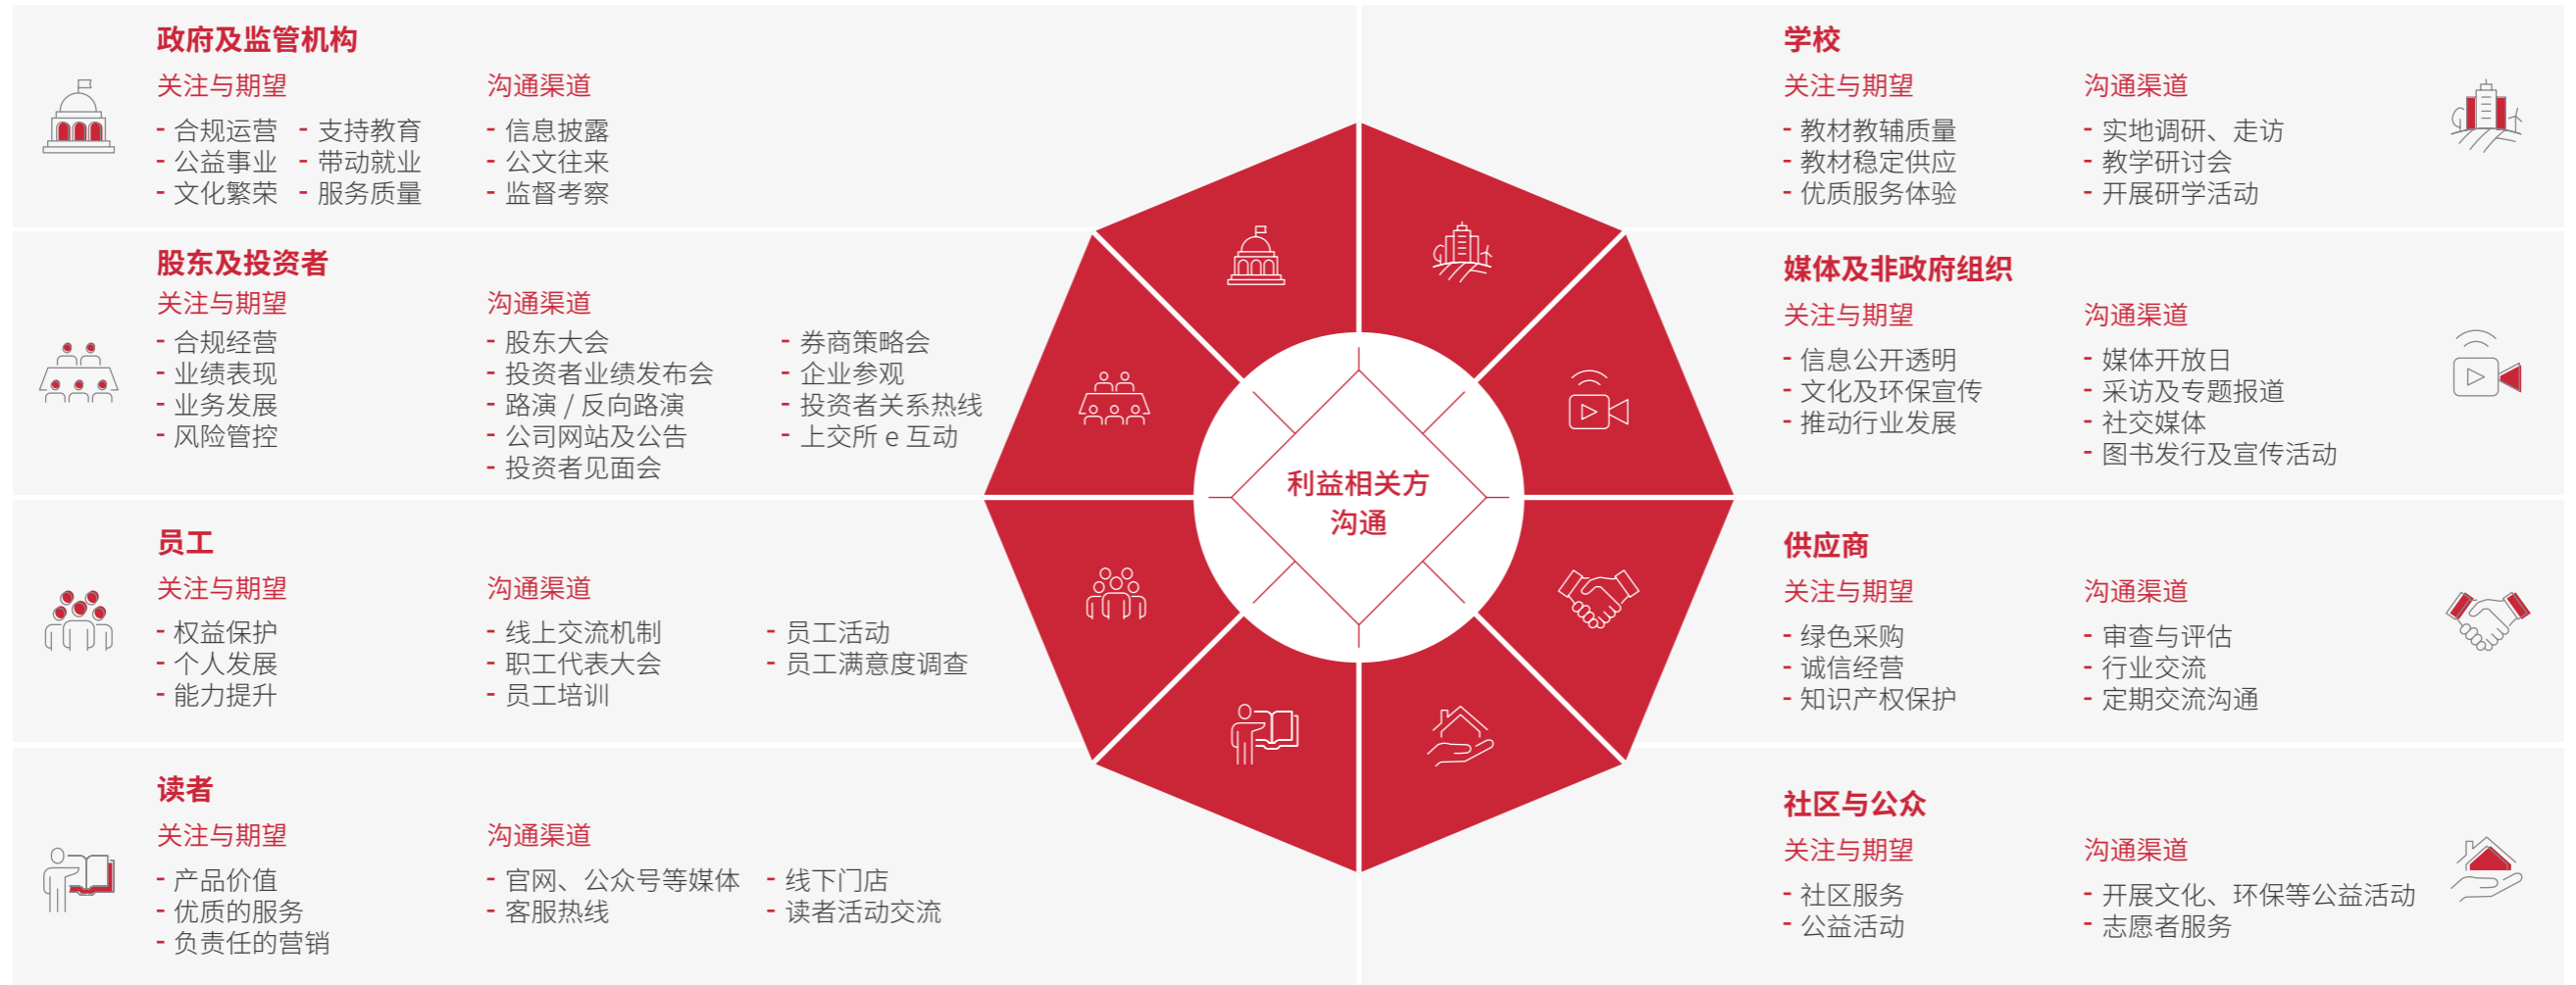 政府及监管机构
关注与期望
- 合规运营
- 公益事业
- 文化繁荣
- 支持教育
- 带动就业
- 服务质量
沟通渠道
- 信息披露
- 公文往来
- 监督考察
股东及投资者
关注与期望
- 合规经营
- 业绩表现
- 业务发展
- 风险管控
沟通渠道
- 股东大会
- 投资者业绩发布会
- 路演 / 反向路演
- 公司网站及公告
- 投资者见面会
- 券商策略会
- 企业参观
- 投资者关系热线
- 上交所 e 互动
员工
关注与期望
- 权益保护
- 个人发展
- 能力提升
沟通渠道
- 线上交流机制
- 职工代表大会
- 员工培训
- 员工活动
- 员工满意度调查
读者
关注与期望
- 产品价值
- 优质的服务
- 负责任的营销
沟通渠道
- 官网、公众号等媒体
- 客服热线
- 线下门店
- 读者活动交流
利益相关方
沟通
学校
关注与期望
- 教材教辅质量
- 教材稳定供应
- 优质服务体验
沟通渠道
- 实地调研、走访
- 教学研讨会
- 开展研学活动
媒体及非政府组织
关注与期望
- 信息公开透明
- 文化及环保宣传
- 推动行业发展
沟通渠道
- 媒体开放日
- 采访及专题报道
- 社交媒体
- 图书发行及宣传活动
供应商
关注与期望
- 绿色采购
- 诚信经营
- 知识产权保护
沟通渠道
- 审查与评估
- 行业交流
- 定期交流沟通
社区与公众
关注与期望
- 社区服务
- 公益活动
沟通渠道
- 开展文化、环保等公益活动
- 志愿者服务